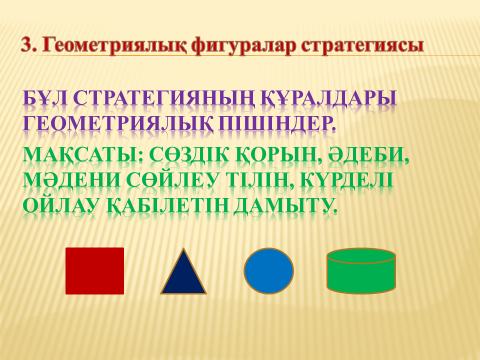 3. Геометриялық фигуралар стратегиясы
БҰЛ СТРАТЕГИЯНЫҢ ҚҰРАЛДАРЫ
ГЕОМЕТРИЯЛЫҚ ПІШІНДЕР.
МАҚСАТЫ: СӨЗДІК ҚОРЫН, ӘДЕБИ,
МӘДЕНИ СӨЙЛЕУ ТІЛІН, КҮРДЕЛІ
ОЙЛАУ ҚАБІЛЕТІН ДАМЫТУ.